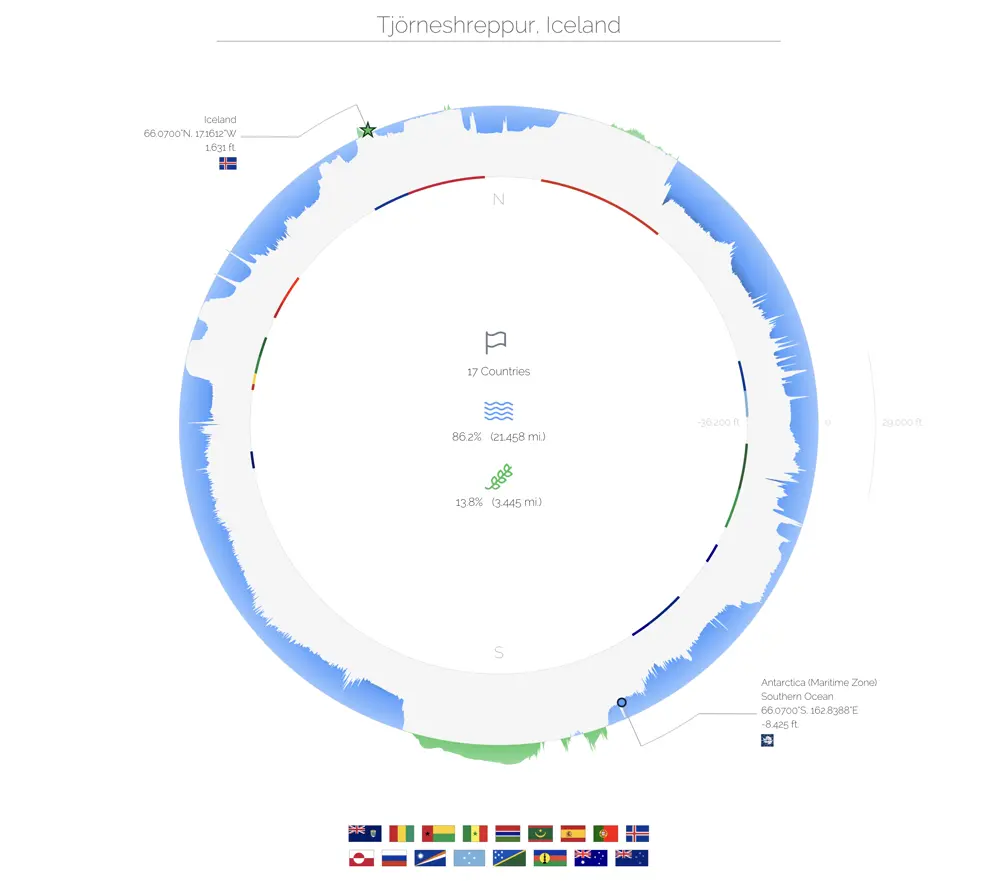 Tjörneshreppur, Iceland
Iceland
66.0700°N, 17.1612°W
1,631 ft.
N
17 Countries
86.2% (21,458 mi.)
-36,200 ft
0
29,000 ft
13.8% (3,445 mi.)
S
Antarctica (Maritime Zone)
Southern Ocean
66.0700°S, 162.8388°E
-8,425 ft.